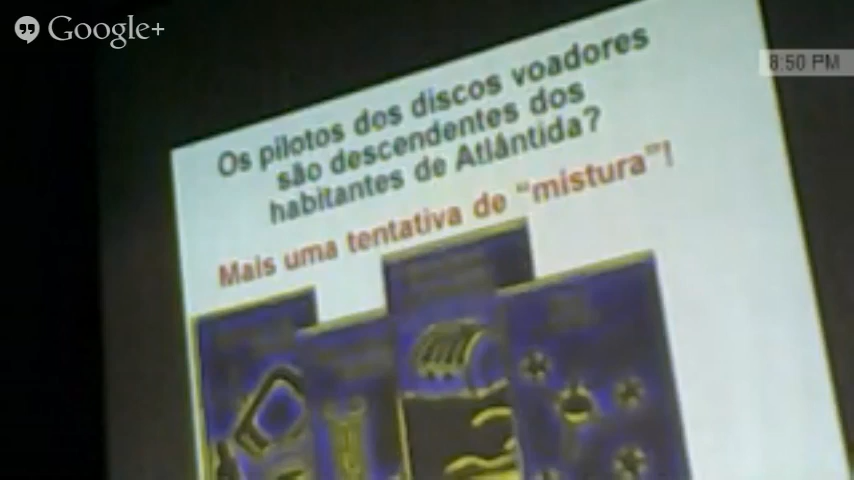 Google+
8:50 PM
Os pilotos dos discos voadores
são descendentes dos
habitantes de Atlântida?
Mais uma tentativa de “mistura”!